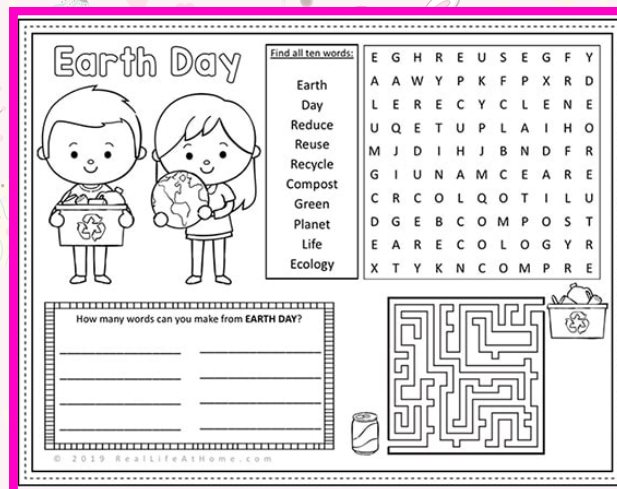 Earth Day
Find all ten words:
Earth
Day
Reduce
Reuse
Recycle
Compost
Green
Planet
Life
Ecology
E G H R E U S E G F Y
A A W Y P K F P X R D
L E R E C Y C L E N E
U Q E T U P L A I H O
M J D I H J B N D F R
G I U N A M C E A R E
C R C O L Q O T I L U
D G E B C O M P O S T
E A R E C O L O G Y R
X T Y K N C O M P R E
How many words can you make from EARTH DAY?
© 2019 RealLifeAtHome.com